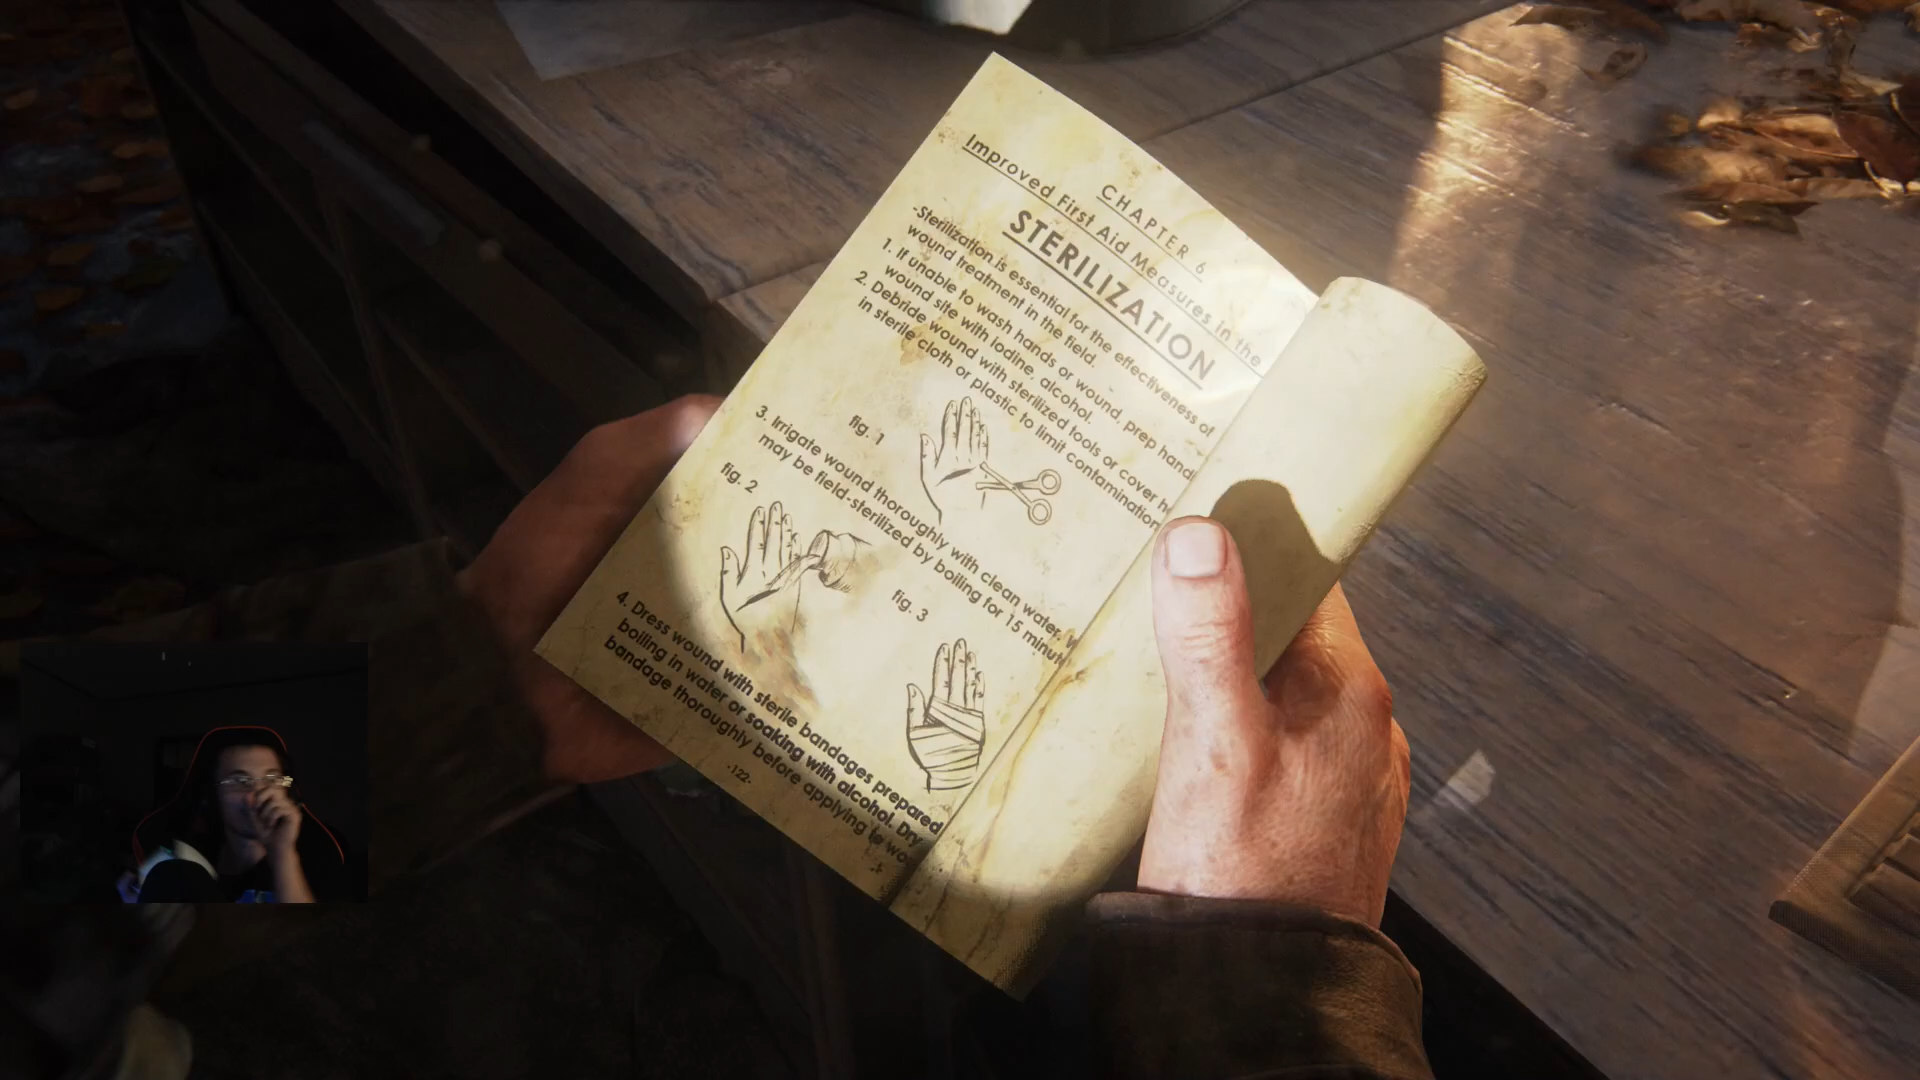 CHAPTER 6
Improved First Aid Measures in the
STERILIZATION
-Sterilization is essential for the effectiveness of
wound treatment in the field.
1. If unable to wash hands or wound, prep hand
wound site with iodine, alcohol.
2. Debride wound with sterilized tools or cover h
in sterile cloth or plastic to limit contamination
fig. 1
3. Irrigate wound thoroughly with clean water. W
may be field-sterilized by boiling for 15 minut
fig. 2
fig. 3
4. Dress wound with sterile bandages prepared
boiling in water or soaking with alcohol. Dry
bandage thoroughly before applying to wo
-122-